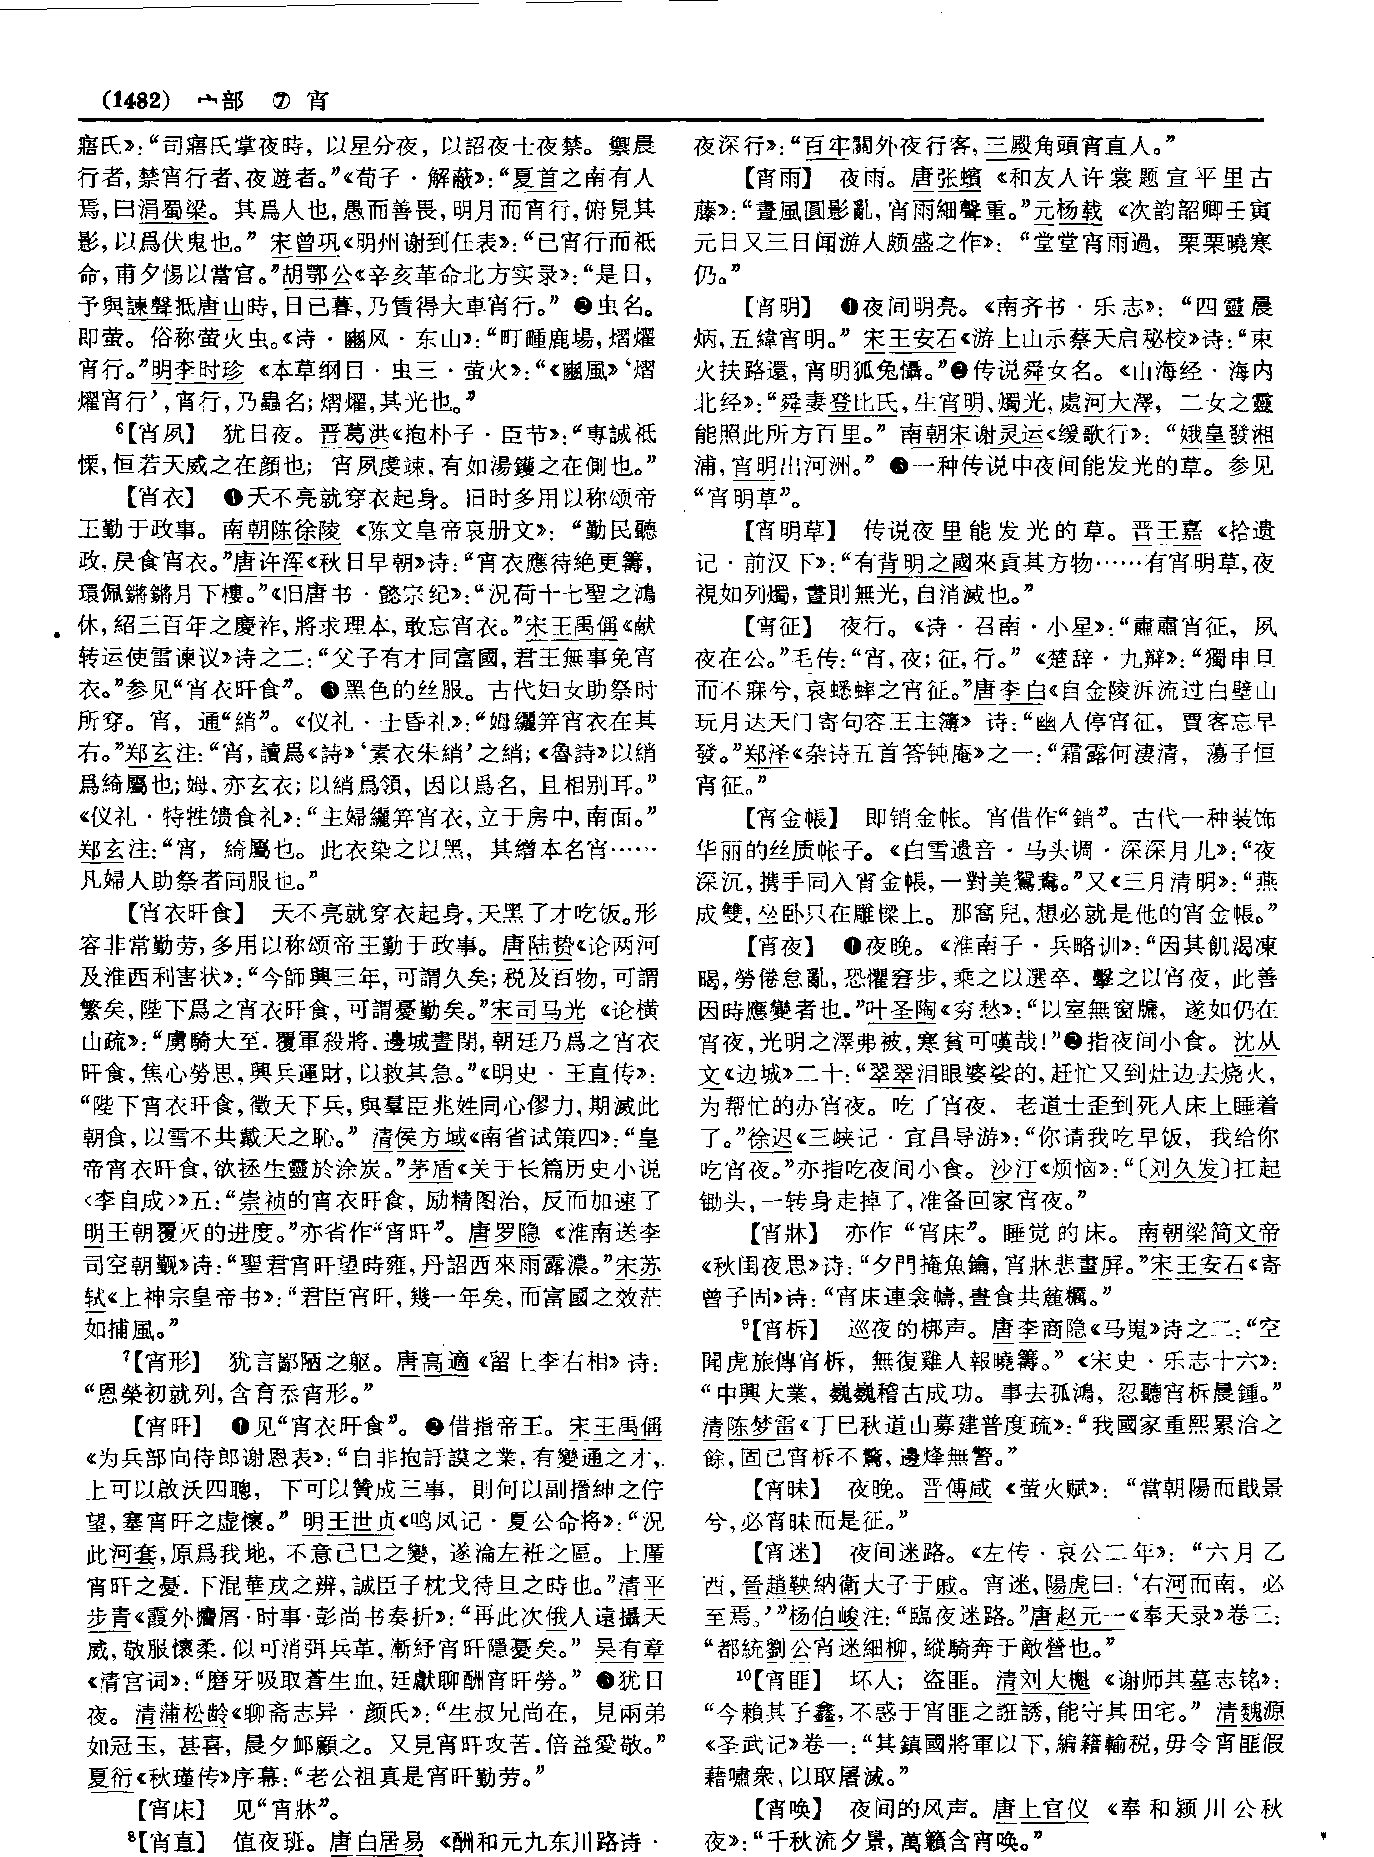 (1482) 宀部 ⑦ 宵
寤氏》：“司寤氏掌夜時，以星分夜，以詔夜士夜禁。禦晨
行者，禁宵行者、夜遊者。”《荀子·解蔽》：“夏首之南有人
焉，曰涓蜀梁。其爲人也，愚而善畏，明月而宵行，俯見其
影，以爲伏鬼也。” 宋曾巩《明州谢到任表》：“已宵行而祗
命，甫夕惕以當官。”胡鄂公《辛亥革命北方实录》：“是日，
予與諫聲抵唐山時，日已暮，乃賃得大車宵行。” ❷虫名。
即萤。俗称萤火虫。《诗·豳风·东山》：“町畽鹿場，熠燿
宵行。”明李时珍《本草纲目·虫三·萤火》：“《豳風》‘熠
燿宵行’，宵行，乃蟲名；熠燿，其光也。”
⁶【宵夙】 犹日夜。晋葛洪《抱朴子·臣节》：“專誠祗
慄，恒若天威之在顔也； 宵夙虔竦，有如湯鑊之在側也。”
【宵衣】 ❶天不亮就穿衣起身。旧时多用以称颂帝
王勤于政事。南朝陈徐陵《陈文皇帝哀册文》：“勤民聽
政，昃食宵衣。”唐许浑《秋日早朝》诗：“宵衣應待絶更籌，
環佩鏘鏘月下樓。”《旧唐书·懿宗纪》：“況荷十七聖之鴻
休，紹三百年之慶祚，將求理本，敢忘宵衣。”宋王禹偁《献
转运使雷谏议》诗之二：“父子有才同富國，君王無事免宵
衣。”参见“宵衣旰食”。 ❸黑色的丝服。古代妇女助祭时
所穿。宵，通“綃”。《仪礼·士昏礼》：“姆纚笄宵衣在其
右。”郑玄注：“宵，讀爲《詩》‘素衣朱綃’之綃；《魯詩》以綃
爲綺屬也；姆、亦玄衣；以綃爲領，因以爲名，且相别耳。”
《仪礼·特牲馈食礼》：“主婦纚笄宵衣，立于房中，南面。”
郑玄注：“宵，綺屬也。此衣染之以黑，其繒本名宵……
凡婦人助祭者同服也。”
【宵衣旰食】 天不亮就穿衣起身，天黑了才吃饭。形
容非常勤劳，多用以称颂帝王勤于政事。唐陆贽《论两河
及淮西利害状》：“今師興三年，可謂久矣；税及百物，可謂
繁矣，陛下爲之宵衣旰食，可謂憂勤矣。”宋司马光《论横
山疏》：“虜騎大至，覆軍殺將，邊城晝閉，朝廷乃爲之宵衣
旰食，焦心勞思，興兵運財，以救其急。”《明史·王直传》：
“陛下宵衣旰食，徵天下兵，與羣臣兆姓同心僇力，期滅此
朝食，以雪不共戴天之恥。” 清侯方域《南省试策四》：“皇
帝宵衣旰食，欲拯生靈於涂炭。”茅盾《关于长篇历史小说
〈李自成〉》五：“崇祯的宵衣旰食，励精图治，反而加速了
明王朝覆灭的进度。”亦省作“宵旰”。唐罗隐《淮南送李
司空朝觐》诗：“聖君宵旰望時雍，丹詔西來雨露濃。”宋苏
轼《上神宗皇帝书》：“君臣宵旰，幾一年矣，而富國之效茫
如捕風。”
⁷【宵形】 犹言鄙陋之躯。唐高適《留上李右相》诗：
“恩榮初就列，含育忝宵形。”
【宵旰】 ❶见“宵衣旰食”。 ❷借指帝王。宋王禹偁
《为兵部向侍郎谢恩表》：“自非抱訏謨之業，有變通之才，
上可以啟沃四聰，下可以贊成三事，則何以副搢紳之佇
望，塞宵旰之虚懷。” 明王世贞《鸣凤记·夏公命将》：“況
此河套，原爲我地，不意己巳之變，遂淪左衽之區。上厪
宵旰之憂，下混華戎之辨，誠臣子枕戈待旦之時也。”清平
步青《霞外攟屑·时事·彭尚书奏折》：“再此次俄人遠攝天
威，敬服懷柔，似可消弭兵革，漸紓宵旰隱憂矣。” 吴有章
《清宫词》：“磨牙吸取蒼生血，廷獻聊酬宵旰勞。” ❸犹日
夜。清蒲松龄《聊斋志异·颜氏》：“生叔兄尚在，見兩弟
如冠玉，甚喜，晨夕卹顧之。又見宵旰攻苦，倍益愛敬。”
夏衍《秋瑾传》序幕：“老公祖真是宵旰勤劳。”
【宵床】 见“宵牀”。
⁸【宵直】 值夜班。唐白居易《酬和元九东川路诗·
夜深行》：“百牢關外夜行客，三殿角頭宵直人。”
【宵雨】 夜雨。唐张蠙《和友人许裳题宣平里古
藤》：“晝風圓影亂，宵雨細聲重。”元杨载《次韵韶卿壬寅
元日又三日闻游人颇盛之作》：“堂堂宵雨過，栗栗曉寒
仍。”
【宵明】 ❶夜间明亮。《南齐书·乐志》：“四靈晨
炳，五緯宵明。” 宋王安石《游上山示蔡天启秘校》诗：“束
火扶路還，宵明狐兔懾。”❷传说舜女名。《山海经·海内
北经》：“舜妻登比氏，生宵明、燭光，處河大澤，二女之靈
能照此所方百里。” 南朝宋谢灵运《缓歌行》：“娥皇發湘
浦，宵明出河洲。” ❸一种传说中夜间能发光的草。参见
“宵明草”。
【宵明草】 传说夜里能发光的草。晋王嘉《拾遗
记·前汉下》：“有背明之國來貢其方物……有宵明草，夜
視如列燭，晝則無光，自消滅也。”
【宵征】 夜行。《诗·召南·小星》：“肅肅宵征，夙
夜在公。”毛传：“宵，夜；征，行。” 《楚辞·九辩》：“獨申旦
而不寐兮，哀蟋蟀之宵征。”唐李白《自金陵泝流过白壁山
玩月达天门寄句容王主簿》诗：“幽人停宵征，賈客忘早
發。”郑泽《杂诗五首答钝庵》之一：“霜露何淒清，蕩子恒
宵征。”
【宵金帳】 即销金帐。宵借作“銷”。古代一种装饰
华丽的丝质帐子。《白雪遗音·马头调·深深月儿》：“夜
深沉，携手同入宵金帳，一對美鴛鴦。”又《三月清明》：“燕
成雙，坐卧只在雕樑上。那窩兒，想必就是他的宵金帳。”
【宵夜】 ❶夜晚。《淮南子·兵略训》：“因其飢渴凍
暍，勞倦怠亂，恐懼窘步，乘之以選卒，擊之以宵夜，此善
因時應變者也。”叶圣陶《穷愁》：“以室無窗牖，遂如仍在
宵夜，光明之澤弗被，寒貧可嘆哉！”❷指夜间小食。沈从
文《边城》二十：“翠翠泪眼婆娑的，赶忙又到灶边去烧火，
为帮忙的办宵夜。吃了宵夜，老道士歪到死人床上睡着
了。”徐迟《三峡记·宜昌导游》：“你请我吃早饭，我给你
吃宵夜。”亦指吃夜间小食。沙汀《烦恼》：“〔刘久发〕扛起
锄头，一转身走掉了，准备回家宵夜。”
【宵牀】 亦作“宵床”。睡觉的床。南朝梁简文帝
《秋闺夜思》诗：“夕門掩魚鑰，宵牀悲畫屏。”宋王安石《寄
曾子固》诗：“宵床連衾幬，晝食共麄糲。”
⁹【宵柝】 巡夜的梆声。唐李商隐《马嵬》诗之二：“空
聞虎旅傳宵柝，無復雞人報曉籌。” 《宋史·乐志十六》：
“中興大業，巍巍稽古成功。事去孤鴻，忍聽宵柝晨鍾。”
清陈梦雷《丁巳秋道山募建普度疏》：“我國家重熙累洽之
餘，固已宵柝不驚，邊烽無警。”
【宵昧】 夜晚。晋傅咸《萤火赋》：“當朝陽而戢景
兮，必宵昧而是征。”
【宵迷】 夜间迷路。《左传·哀公二年》：“六月乙
酉，晉趙鞅納衛大子于戚。宵迷，陽虎曰：‘右河而南，必
至焉。’”杨伯峻注：“臨夜迷路。”唐赵元一《奉天录》卷三：
“都統劉公宵迷細柳，縱騎奔于敵營也。”
¹⁰【宵匪】 坏人；盗匪。清刘大櫆《谢师其墓志铭》：
“今賴其子鑫，不惑于宵匪之誑誘，能守其田宅。” 清魏源
《圣武记》卷一：“其鎮國將軍以下，編籍輸税，毋令宵匪假
藉嘯衆，以取屠滅。”
【宵唤】 夜间的风声。唐上官仪《奉和颍川公秋
夜》：“千秋流夕景，萬籟含宵唤。”